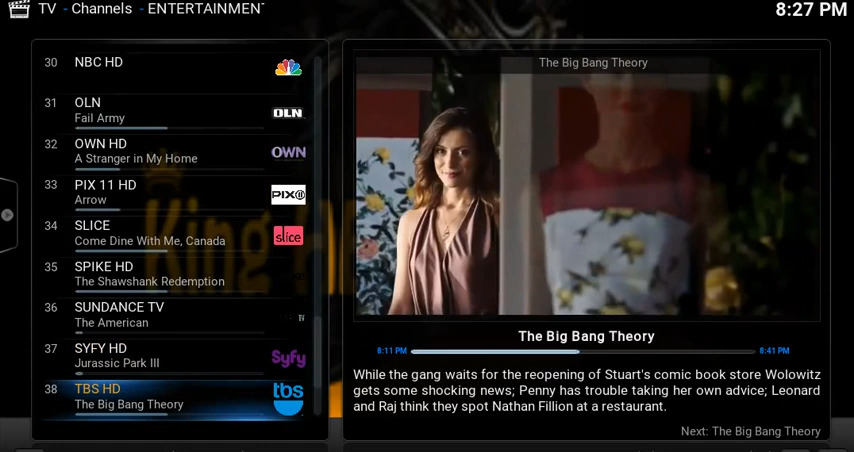 TV - Channels - ENTERTAINMEN
8:27 PM
30 NBC HD
31 OLN
Fail Army
OLN
32 OWN HD
A Stranger in My Home
OWN
33 PIX 11 HD
Arrow
PIX11
34 SLICE
Come Dine With Me, Canada
slice
35 SPIKE HD
The Shawshank Redemption
36 SUNDANCE TV
The American
37 SYFY HD
Jurassic Park III
Syfy
38 TBS HD
The Big Bang Theory
tbs
The Big Bang Theory
The Big Bang Theory
8:11 PM 8:41 PM
While the gang waits for the reopening of Stuart's comic book store Wolowitz
gets some shocking news; Penny has trouble taking her own advice; Leonard
and Raj think they spot Nathan Fillion at a restaurant.
Next: The Big Bang Theory